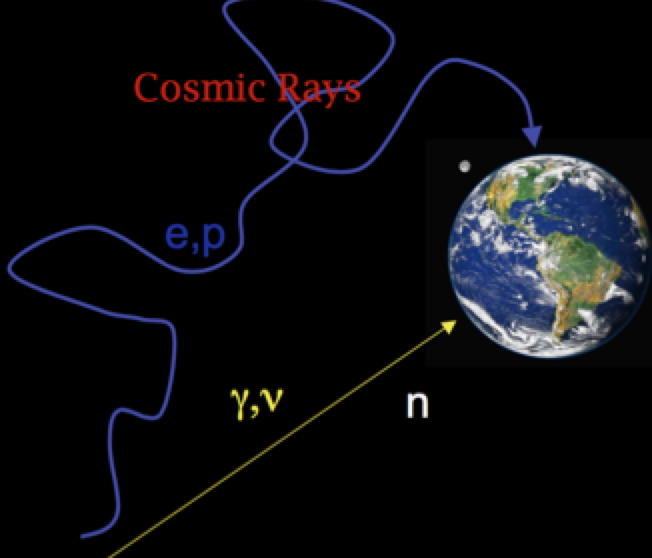 Cosmic Rays
e,p
γ,ν
n